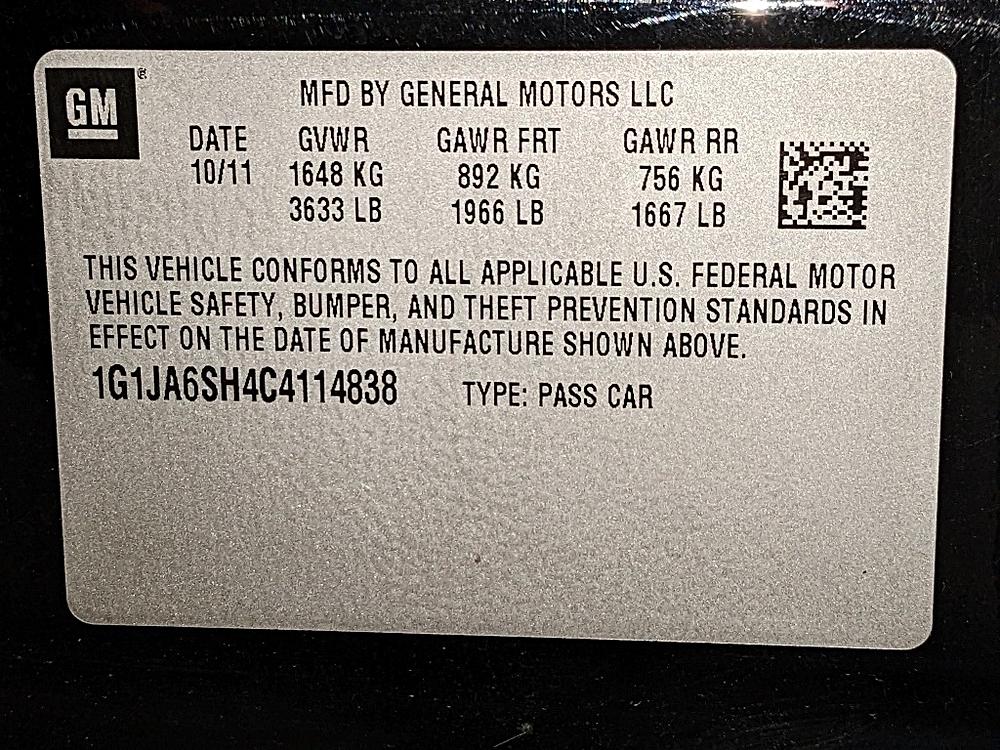 GM ®
MFD BY GENERAL MOTORS LLC
DATE GVWR GAWR FRT GAWR RR
10/11 1648 KG 892 KG 756 KG
3633 LB 1966 LB 1667 LB
THIS VEHICLE CONFORMS TO ALL APPLICABLE U.S. FEDERAL MOTOR
VEHICLE SAFETY, BUMPER, AND THEFT PREVENTION STANDARDS IN
EFFECT ON THE DATE OF MANUFACTURE SHOWN ABOVE.
1G1JA6SH4C4114838 TYPE: PASS CAR